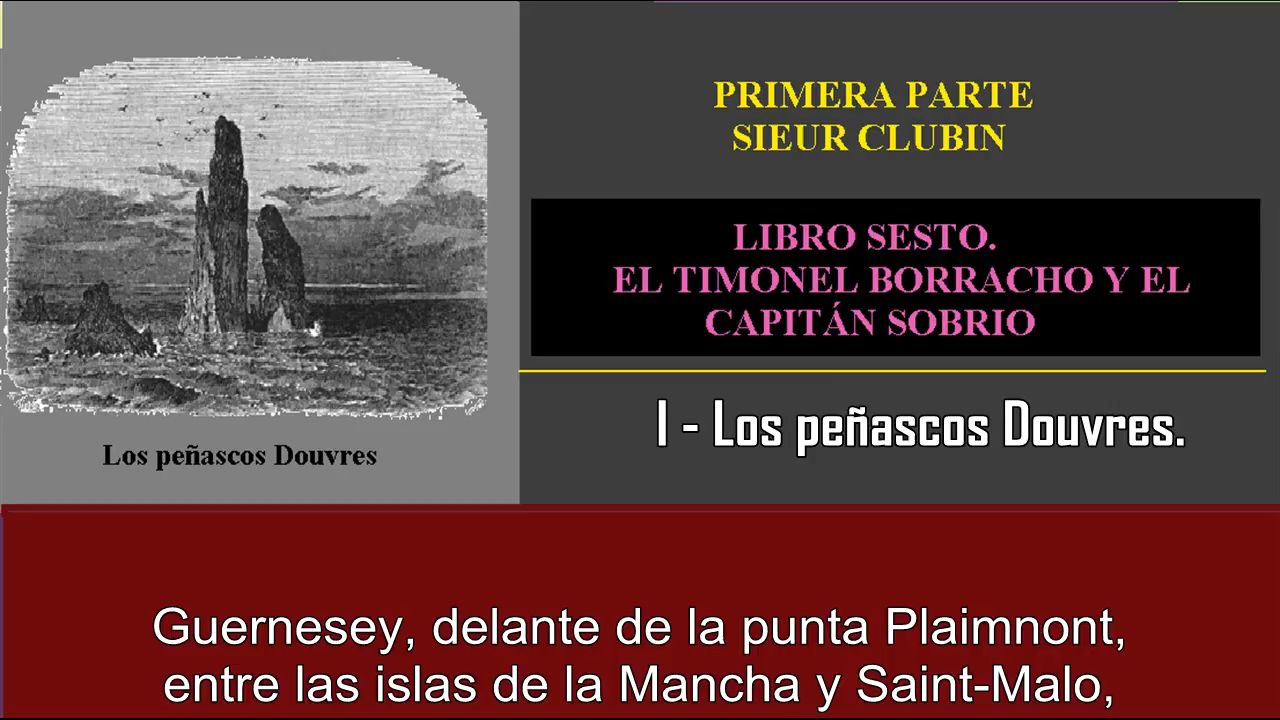 Los peñascos Douvres
PRIMERA PARTE
SIEUR CLUBIN
LIBRO SESTO.
EL TIMONEL BORRACHO Y EL
CAPITÁN SOBRIO
I - Los peñascos Douvres.
Guernesey, delante de la punta Plaimnont,
entre las islas de la Mancha y Saint-Malo,